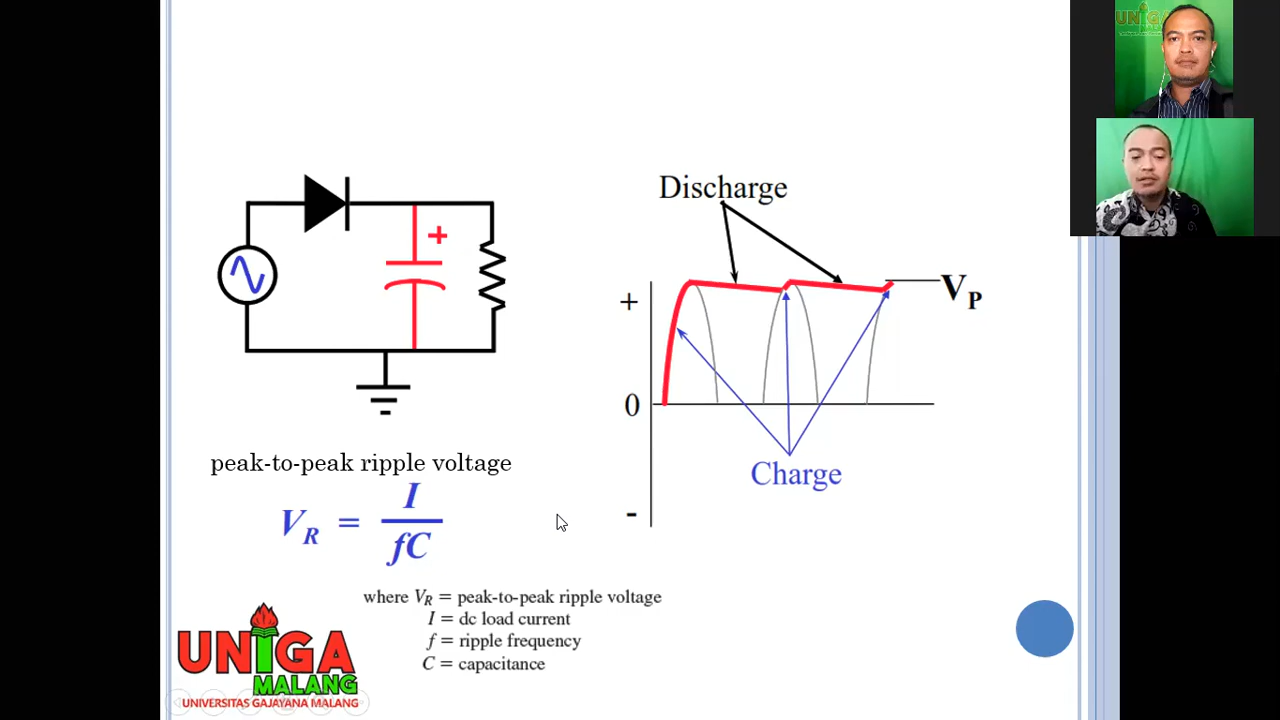 UNIGA
Discharge
+
+
V_P
0
Charge
-
peak-to-peak ripple voltage
V_R = I / fC
where V_R = peak-to-peak ripple voltage
I = dc load current
f = ripple frequency
C = capacitance
UNIGA
MALANG
UNIVERSITAS GAJAYANA MALANG